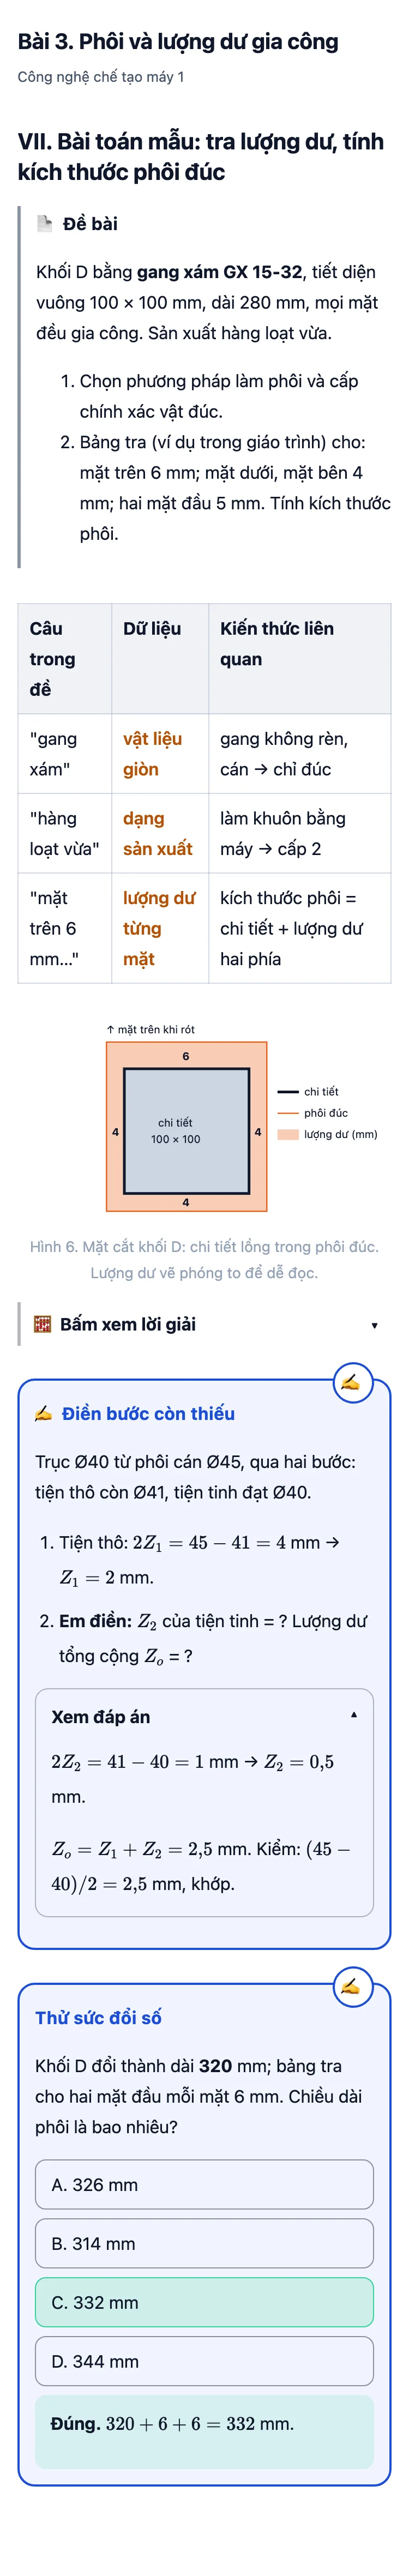 Bài 3. Phôi và lượng dư gia công
Công nghệ chế tạo máy 1
VII. Bài toán mẫu: tra lượng dư, tính
kích thước phôi đúc
Đề bài
Khối D bằng gang xám GX 15-32, tiết diện
vuông 100 × 100 mm, dài 280 mm, mọi mặt
đều gia công. Sản xuất hàng loạt vừa.
1. Chọn phương pháp làm phôi và cấp
chính xác vật đúc.
2. Bảng tra (ví dụ trong giáo trình) cho:
mặt trên 6 mm; mặt dưới, mặt bên 4
mm; hai mặt đầu 5 mm. Tính kích thước
phôi.
Câu trong đề | Dữ liệu | Kiến thức liên quan
"gang xám" | vật liệu giòn | gang không rèn, cán → chỉ đúc
"hàng loạt vừa" | dạng sản xuất | làm khuôn bằng máy → cấp 2
"mặt trên 6 mm..." | lượng dư từng mặt | kích thước phôi = chi tiết + lượng dư hai phía
↑ mặt trên khi rót
6
chi tiết
100 × 100
4
4
4
chi tiết
phôi đúc
lượng dư (mm)
Hình 6. Mặt cắt khối D: chi tiết lồng trong phôi đúc.
Lượng dư vẽ phóng to để dễ đọc.
🧮 Bấm xem lời giải ▼
✍️
✍️ Điền bước còn thiếu
Trục Ø40 từ phôi cán Ø45, qua hai bước:
tiện thô còn Ø41, tiện tinh đạt Ø40.
1. Tiện thô: 2Z₁ = 45 − 41 = 4 mm →
Z₁ = 2 mm.
2. Em điền: Z₂ của tiện tinh = ? Lượng dư
tổng cộng Zₒ = ?
Xem đáp án ▲
2Z₂ = 41 − 40 = 1 mm → Z₂ = 0,5
mm.
Zₒ = Z₁ + Z₂ = 2,5 mm. Kiểm: (45 −
40)/2 = 2,5 mm, khớp.
✍️
Thử sức đổi số
Khối D đổi thành dài 320 mm; bảng tra
cho hai mặt đầu mỗi mặt 6 mm. Chiều dài
phôi là bao nhiêu?
A. 326 mm
B. 314 mm
C. 332 mm
D. 344 mm
Đúng. 320 + 6 + 6 = 332 mm.